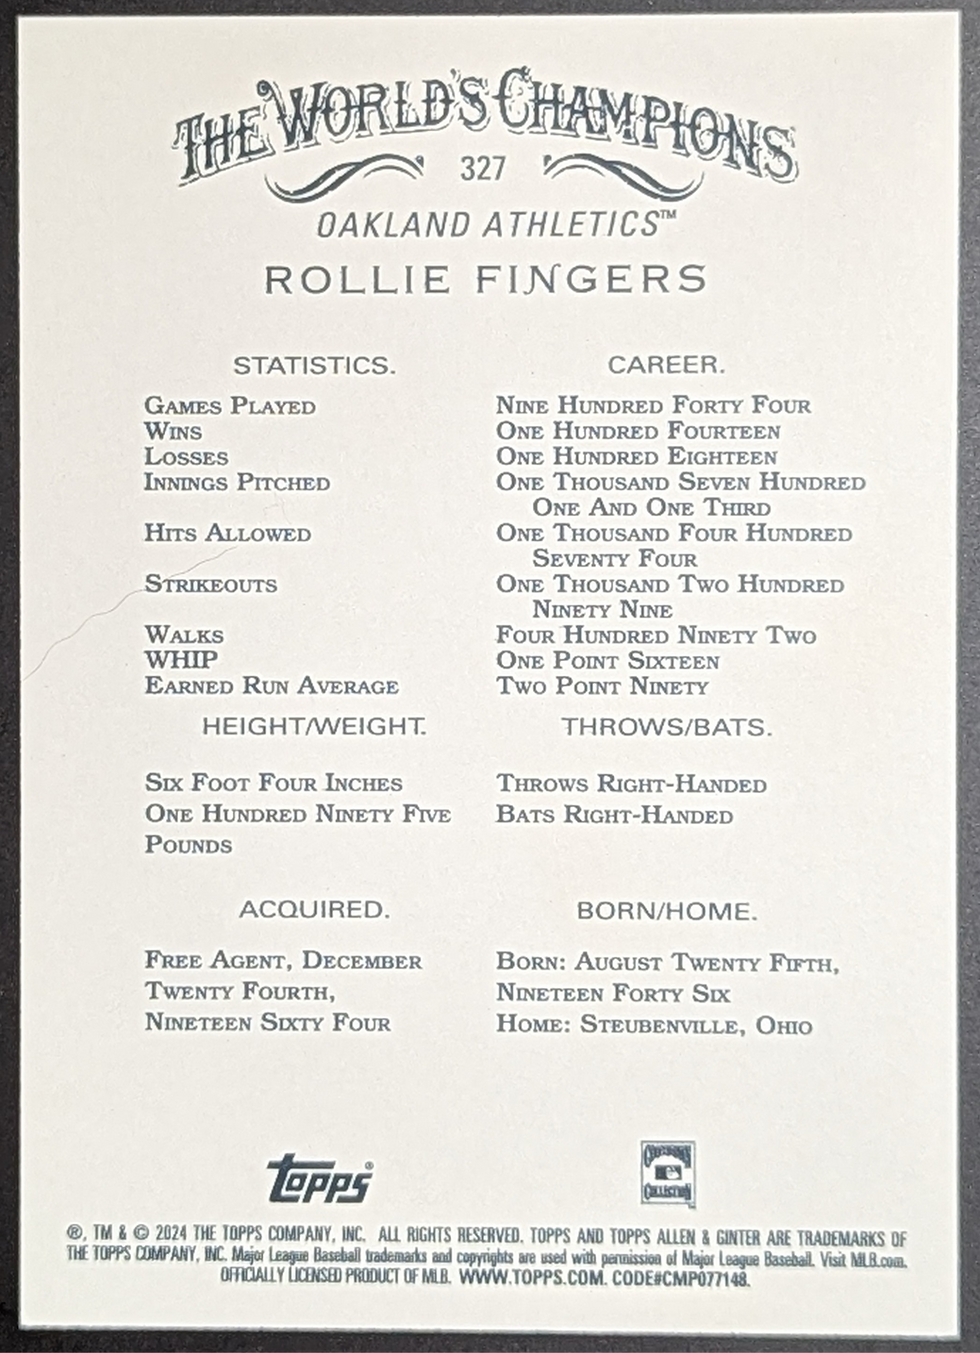 THE WORLD'S CHAMPIONS
327
OAKLAND ATHLETICS™
ROLLIE FINGERS
STATISTICS. CAREER.
GAMES PLAYED NINE HUNDRED FORTY FOUR
WINS ONE HUNDRED FOURTEEN
LOSSES ONE HUNDRED EIGHTEEN
INNINGS PITCHED ONE THOUSAND SEVEN HUNDRED
ONE AND ONE THIRD
HITS ALLOWED ONE THOUSAND FOUR HUNDRED
SEVENTY FOUR
STRIKEOUTS ONE THOUSAND TWO HUNDRED
NINETY NINE
WALKS FOUR HUNDRED NINETY TWO
WHIP ONE POINT SIXTEEN
EARNED RUN AVERAGE TWO POINT NINETY
HEIGHT/WEIGHT. THROWS/BATS.
SIX FOOT FOUR INCHES THROWS RIGHT-HANDED
ONE HUNDRED NINETY FIVE BATS RIGHT-HANDED
POUNDS
ACQUIRED. BORN/HOME.
FREE AGENT, DECEMBER BORN: AUGUST TWENTY FIFTH,
TWENTY FOURTH, NINETEEN FORTY SIX
NINETEEN SIXTY FOUR HOME: STEUBENVILLE, OHIO
topps®
COOPERSTOWN
COLLECTION
®, TM & © 2024 THE TOPPS COMPANY, INC. ALL RIGHTS RESERVED. TOPPS AND TOPPS ALLEN & GINTER ARE TRADEMARKS OF
THE TOPPS COMPANY, INC. Major League Baseball trademarks and copyrights are used with permission of Major League Baseball. Visit MLB.com.
OFFICIALLY LICENSED PRODUCT OF MLB. WWW.TOPPS.COM. CODE#CMP077148.